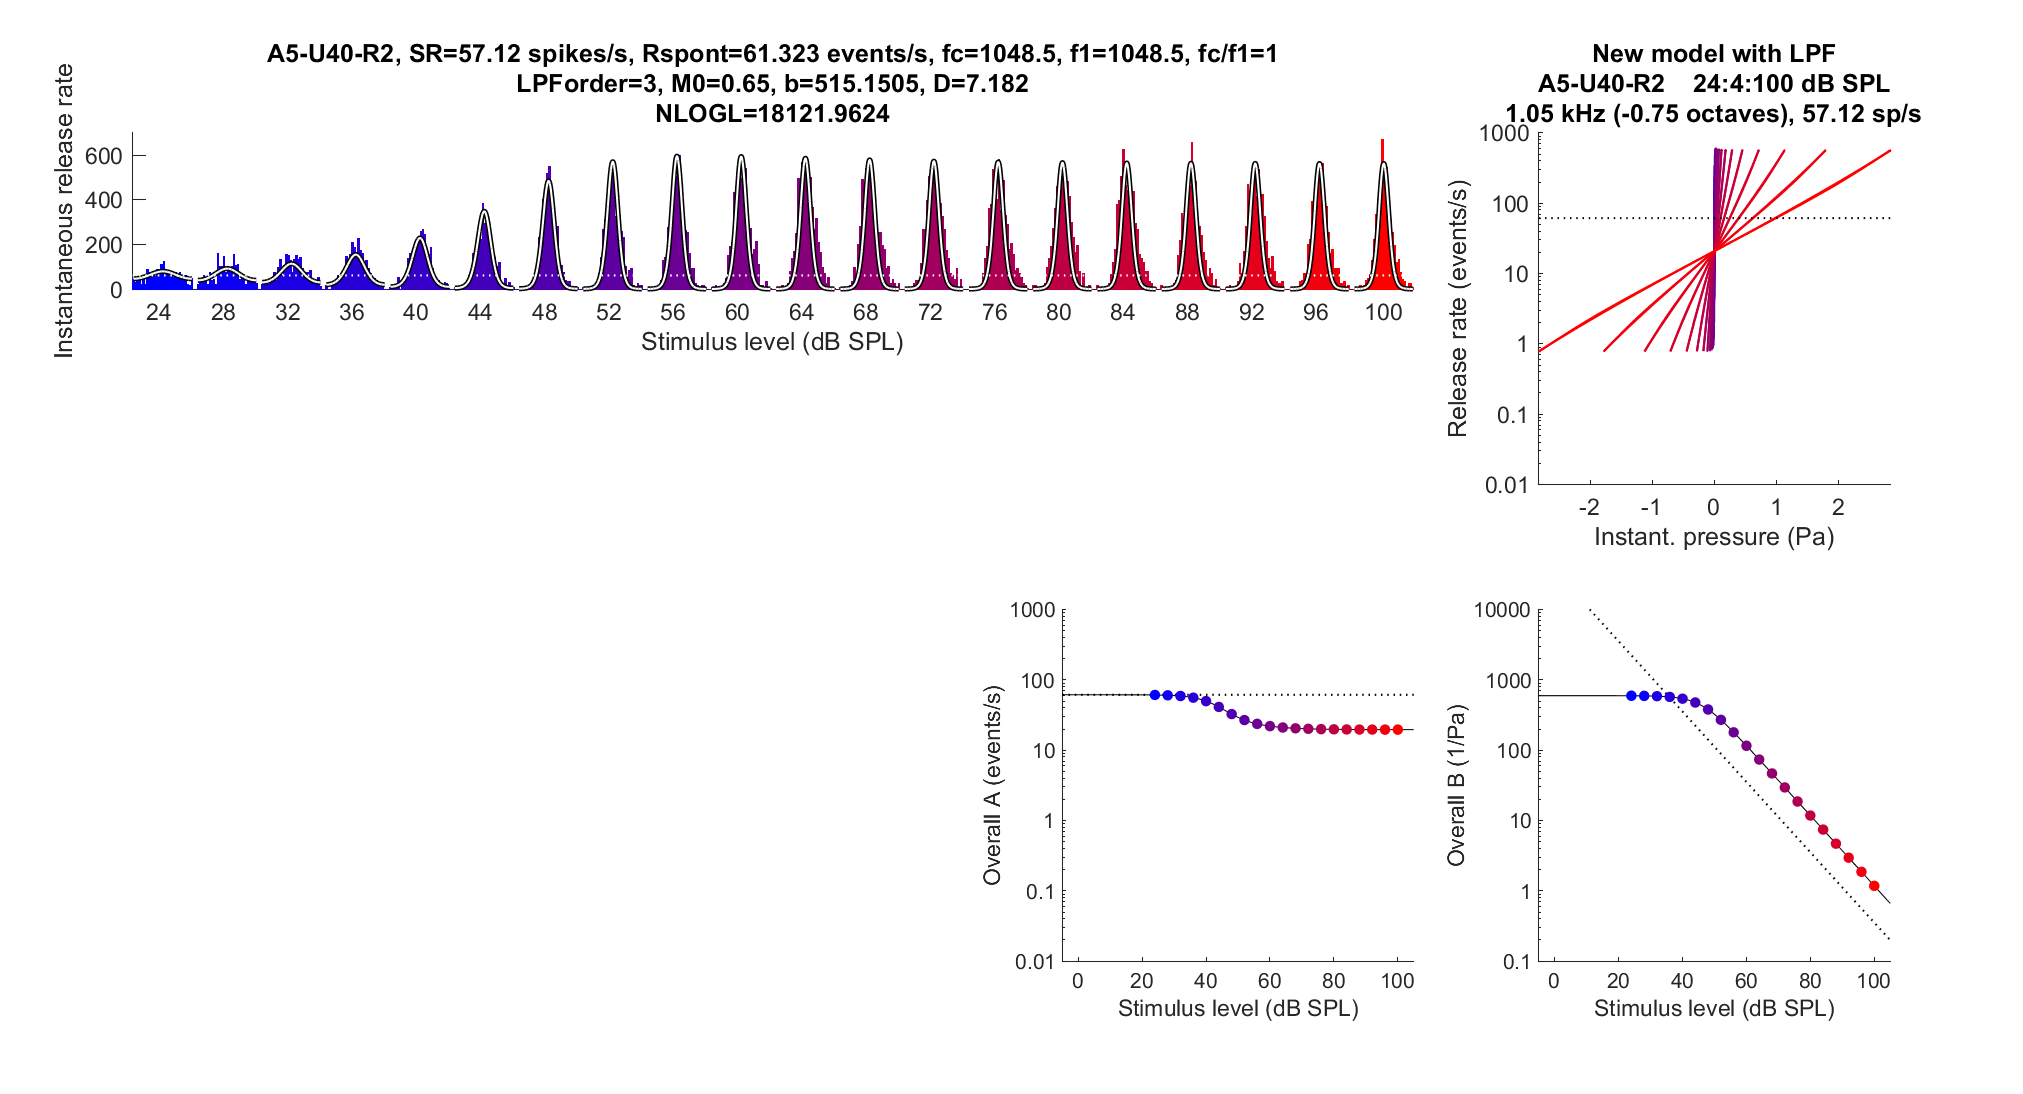 A5-U40-R2, SR=57.12 spikes/s, Rspont=61.323 events/s, fc=1048.5, f1=1048.5, fc/f1=1
LPForder=3, M0=0.65, b=515.1505, D=7.182
NLOGL=18121.9624
Instantaneous release rate
600
400
200
0
24 28 32 36 40 44 48 52 56 60 64 68 72 76 80 84 88 92 96 100
Stimulus level (dB SPL)
New model with LPF
A5-U40-R2 24:4:100 dB SPL
1.05 kHz (-0.75 octaves), 57.12 sp/s
Release rate (events/s)
1000
100
10
1
0.1
0.01
-2 -1 0 1 2
Instant. pressure (Pa)
Overall A (events/s)
1000
100
10
1
0.1
0.01
0 20 40 60 80 100
Stimulus level (dB SPL)
Overall B (1/Pa)
10000
1000
100
10
1
0.1
0 20 40 60 80 100
Stimulus level (dB SPL)